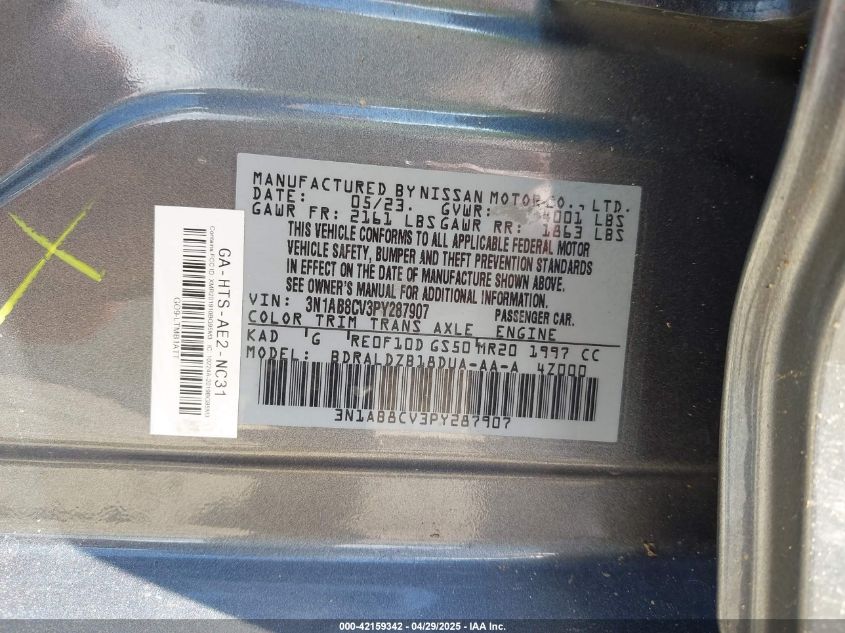 MANUFACTURED BY NISSAN MOTOR CO., LTD.
DATE: 05/23. GVWR: 4001 LBS
GAWR FR: 2161 LBS GAWR RR: 1863 LBS
THIS VEHICLE CONFORMS TO ALL APPLICABLE FEDERAL MOTOR
VEHICLE SAFETY, BUMPER AND THEFT PREVENTION STANDARDS
IN EFFECT ON THE DATE OF MANUFACTURE SHOWN ABOVE.
SEE OWNER'S MANUAL FOR ADDITIONAL INFORMATION.
VIN: 3N1AB8CV3PY287907 PASSENGER CAR.
COLOR TRIM TRANS AXLE ENGINE
KAD G RE0F10D GS50 MR20 1997 CC
MODEL: BDRALDZB18DUA-AA-A 4Z000
3N1AB8CV3PY287907
GA-HTS-AE2-NC31
Contains FCC ID:
000-42159342 04/29/2025 - IAA Inc.